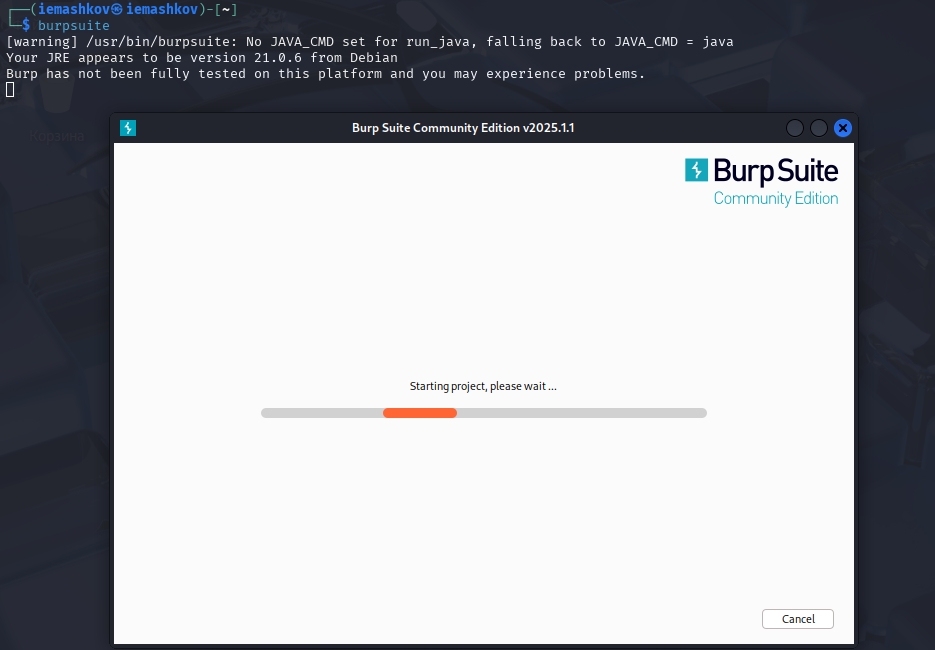 ┌──(iemashkov㉿iemashkov)-[~]
└─$ burpsuite
[warning] /usr/bin/burpsuite: No JAVA_CMD set for run_java, falling back to JAVA_CMD = java
Your JRE appears to be version 21.0.6 from Debian
Burp has not been fully tested on this platform and you may experience problems.
Корзина
Burp Suite Community Edition v2025.1.1
Burp Suite
Community Edition
Starting project, please wait ...
Cancel